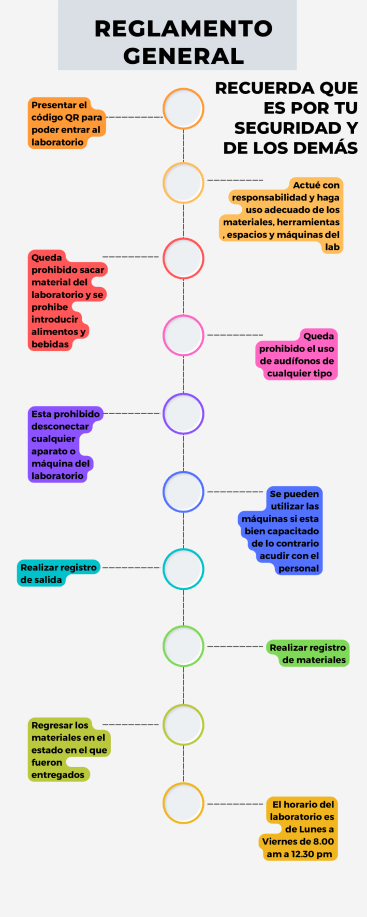 REGLAMENTO
GENERAL
RECUERDA QUE
ES POR TU
SEGURIDAD Y
DE LOS DEMÁS
Presentar el
código QR para
poder entrar al
laboratorio
Actué con
responsabilidad y haga
uso adecuado de los
materiales, herramientas
, espacios y máquinas del
lab
Queda
prohibido sacar
material del
laboratorio y se
prohibe
introducir
alimentos y
bebidas
Queda
prohibido el uso
de audífonos de
cualquier tipo
Esta prohibido
desconectar
cualquier
aparato o
máquina del
laboratorio
Se pueden
utilizar las
máquinas si esta
bien capacitado
de lo contrario
acudir con el
personal
Realizar registro
de salida
Realizar registro
de materiales
Regresar los
materiales en el
estado en el que
fueron
entregados
El horario del
laboratorio es
de Lunes a
Viernes de 8.00
am a 12.30 pm